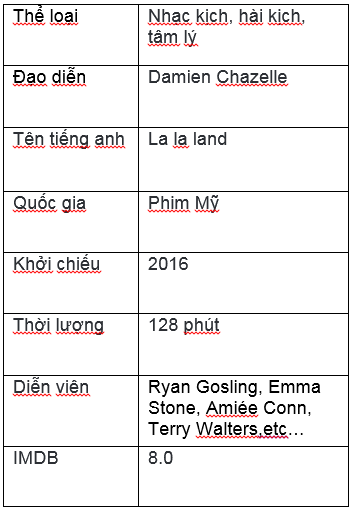 Thể loại
Nhạc kịch, hài kịch,
tâm lý
Đạo diễn
Damien Chazelle
Tên tiếng anh
La la land
Quốc gia
Phim Mỹ
Khởi chiếu
2016
Thời lương
128 phút
Diễn viên
Ryan Gosling, Emma
Stone, Amiée Conn,
Terry Walters,etc…
IMDB
8.0